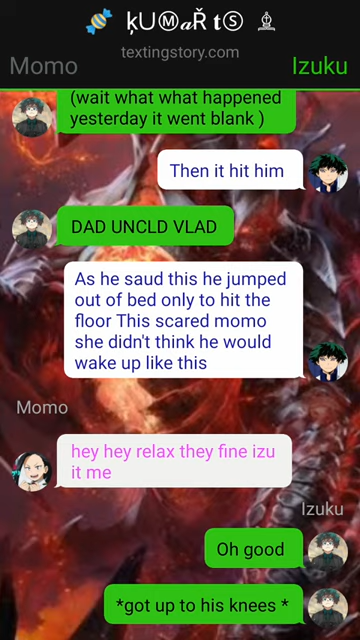 🍬 ķUⓂ𝒶Ř 𝐭Ⓢ ♗
textingstory.com
Momo
Izuku
(wait what what happened
yesterday it went blank )
Then it hit him
DAD UNCLD VLAD
As he saud this he jumped
out of bed only to hit the
floor This scared momo
she didn't think he would
wake up like this
Momo
hey hey relax they fine izu
it me
Izuku
Oh good
*got up to his knees *